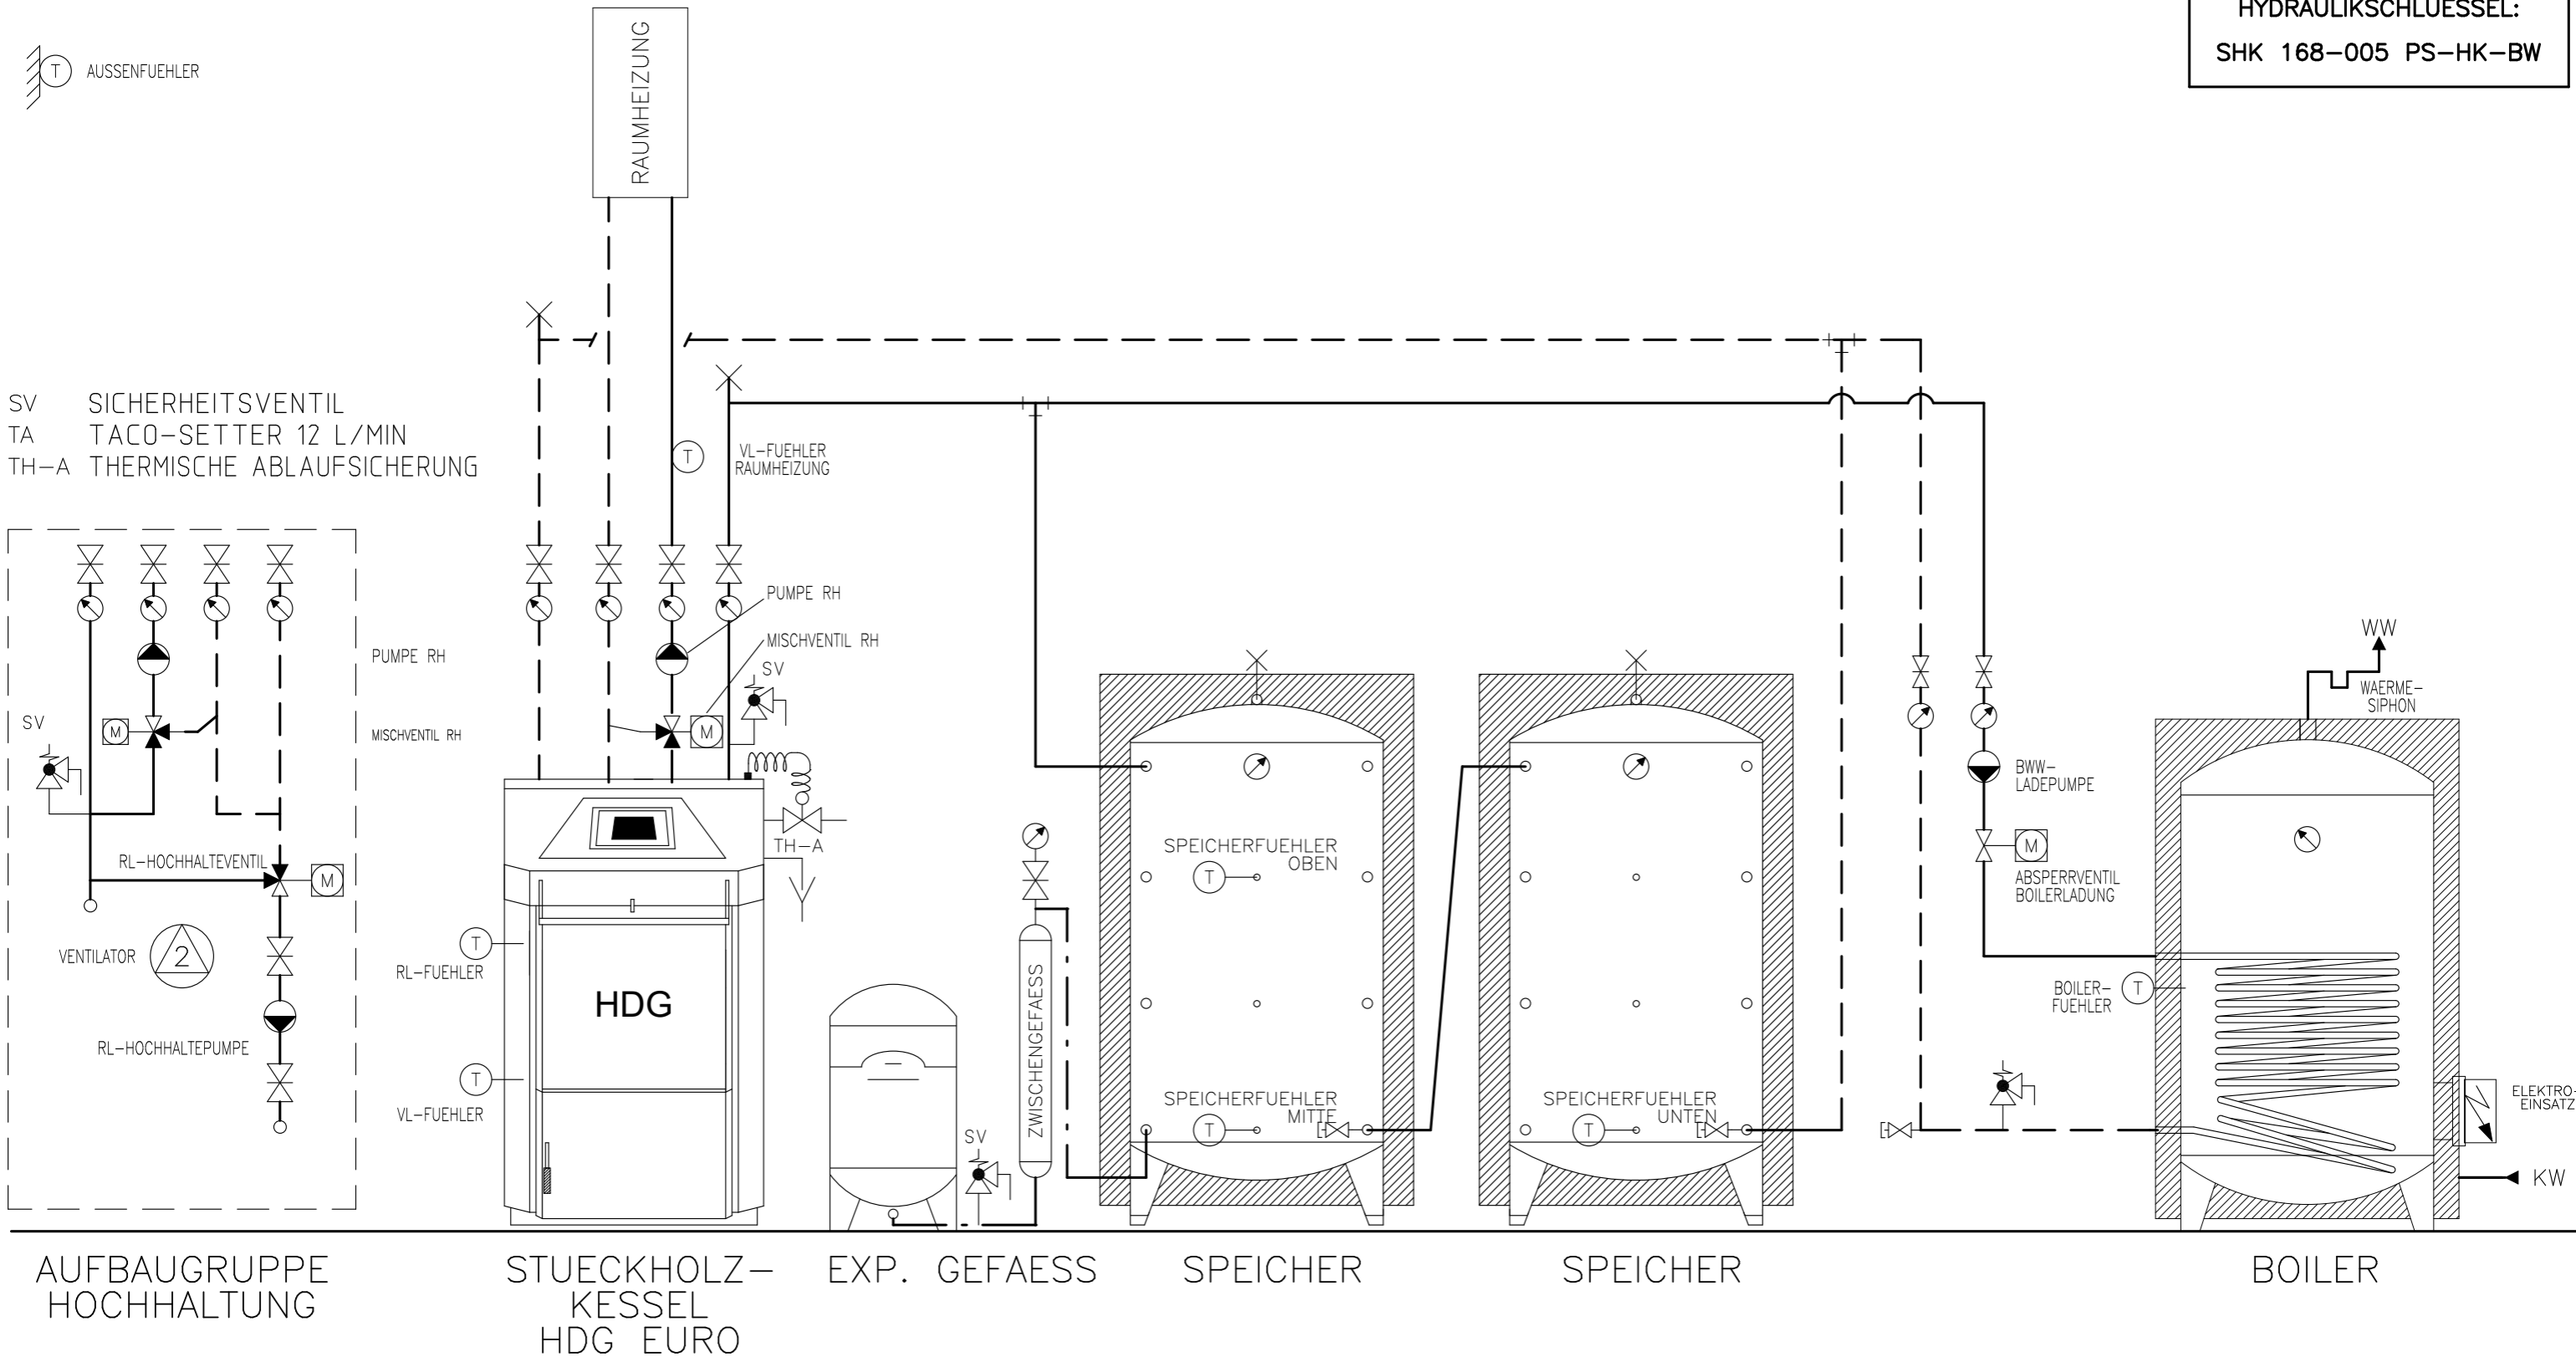 HYDRAULIKSCHLUESSEL:
SHK 168-005 PS-HK-BW
T AUSSENFUEHLER
RAUMHEIZUNG
SV SICHERHEITSVENTIL
TA TACO-SETTER 12 L/MIN
TH-A THERMISCHE ABLAUFSICHERUNG
T
VL-FUEHLER
RAUMHEIZUNG
PUMPE RH
MISCHVENTIL RH
SV
M
PUMPE RH
MISCHVENTIL RH
SV
M
RL-HOCHHALTEVENTIL
M
VENTILATOR
2
RL-HOCHHALTEPUMPE
TH-A
T
RL-FUEHLER
HDG
T
VL-FUEHLER
SV
ZWISCHENGEFAESS
SPEICHERFUEHLER
OBEN
T
SPEICHERFUEHLER
MITTE
T
SPEICHERFUEHLER
UNTEN
T
WW
WAERME-
SIPHON
BWW-
LADEPUMPE
M
ABSPERRVENTIL
BOILERLADUNG
BOILER-
FUEHLER
T
ELEKTRO-
EINSATZ
KW
AUFBAUGRUPPE
HOCHHALTUNG
STUECKHOLZ-
KESSEL
HDG EURO
EXP. GEFAESS
SPEICHER
SPEICHER
BOILER